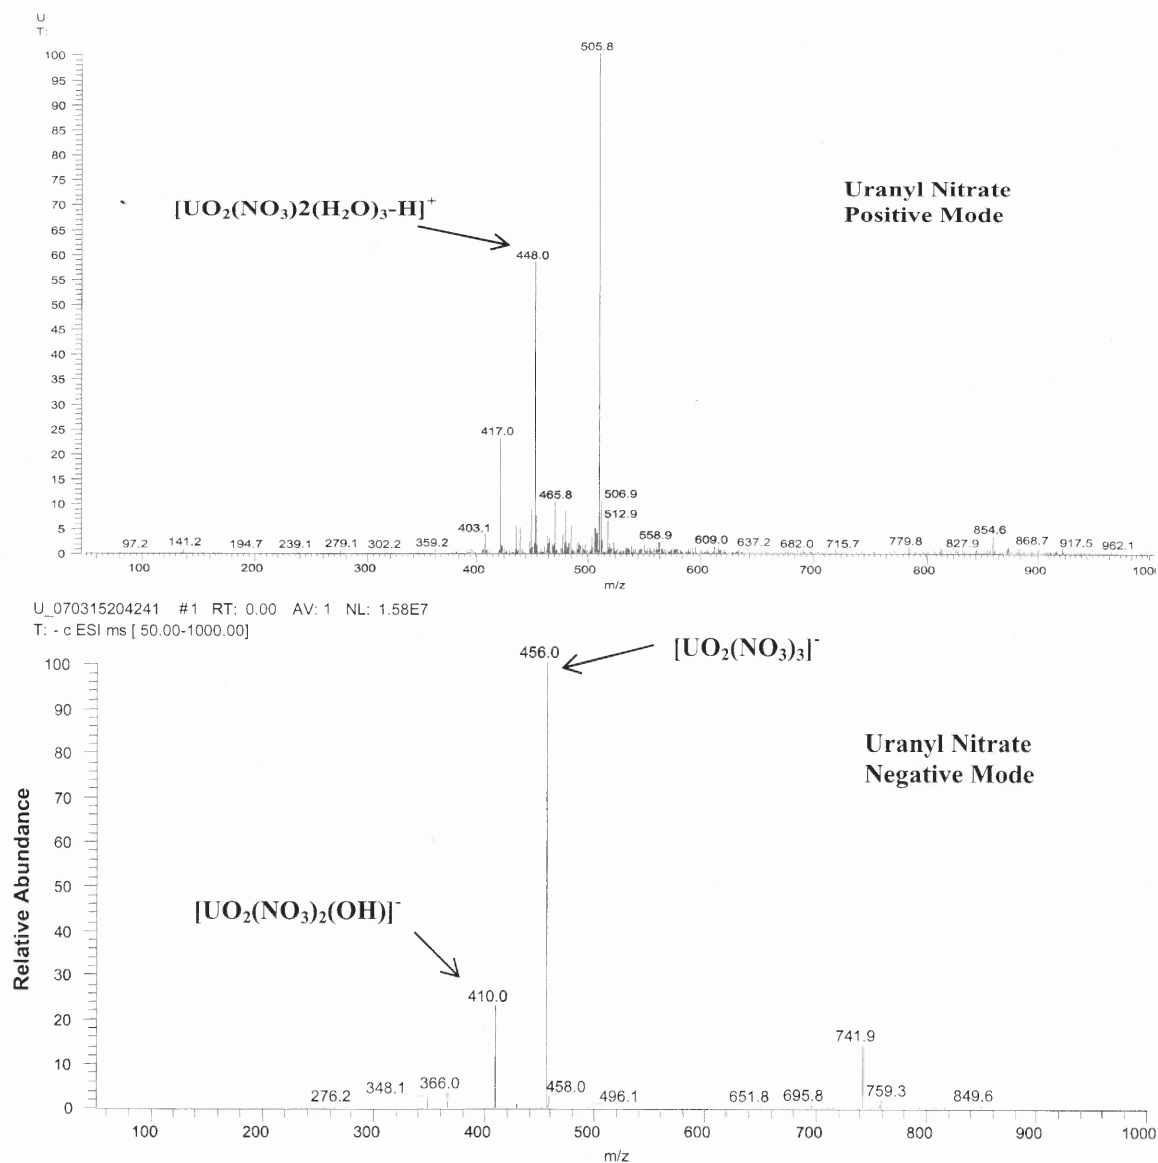 U
T:
505.8
100
95
90
85
80
75
70
65
60
55
50
45
40
35
30
25
20
15
10
5
0
Uranyl Nitrate
Positive Mode
[UO₂(NO₃)2(H₂O)₃-H]⁺
448.0
417.0
465.8
506.9
512.9
403.1
558.9
609.0
854.6
97.2 141.2 194.7 239.1 279.1 302.2 359.2 637.2 682.0 715.7 779.8 827.9 868.7 917.5 962.1
100 200 300 400 500 600 700 800 900 100
m/z
U_070315204241 #1 RT: 0.00 AV: 1 NL: 1.58E7
T: - c ESI ms [ 50.00-1000.00]
456.0
[UO₂(NO₃)₃]⁻
100
90
80
70
60
50
40
30
20
10
0
Relative Abundance
Uranyl Nitrate
Negative Mode
[UO₂(NO₃)₂(OH)]⁻
410.0
741.9
276.2 348.1 366.0 458.0 496.1 651.8 695.8 759.3 849.6
100 200 300 400 500 600 700 800 900 1000
m/z